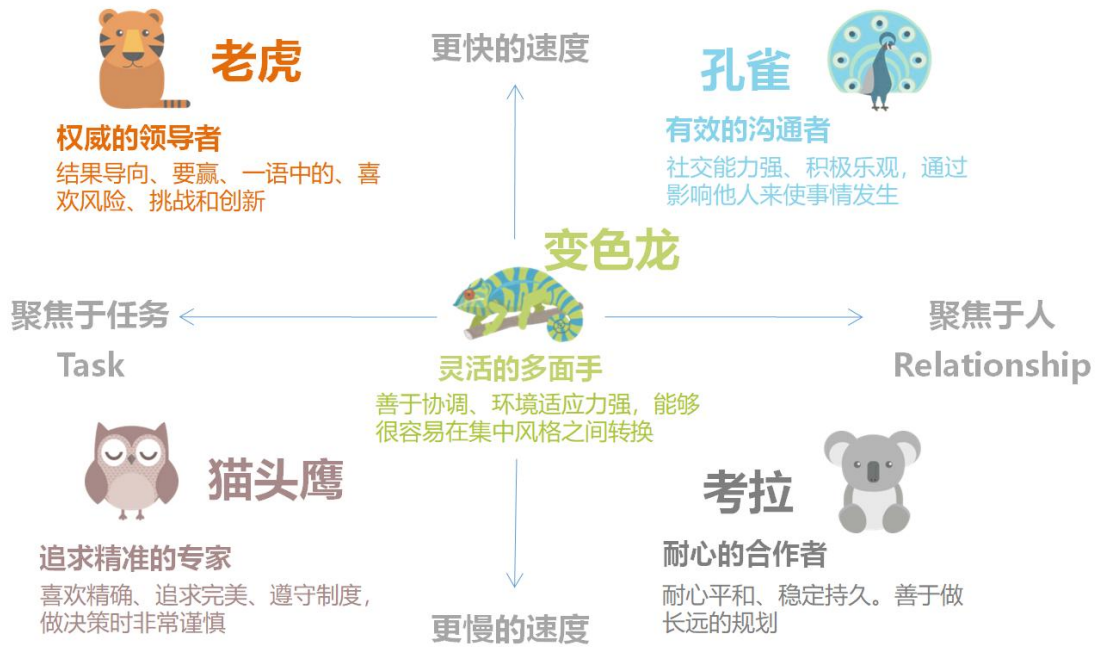 老虎
权威的领导者
结果导向、要赢、一语中的、喜
欢风险、挑战和创新
更快的速度
孔雀
有效的沟通者
社交能力强、积极乐观，通过
影响他人来使事情发生
变色龙
聚焦于任务
Task
聚焦于人
Relationship
灵活的多面手
善于协调、环境适应力强，能够
很容易在集中风格之间转换
猫头鹰
追求精准的专家
喜欢精确、追求完美、遵守制度，
做决策时非常谨慎
考拉
耐心的合作者
耐心平和、稳定持久。善于做
长远的规划
更慢的速度